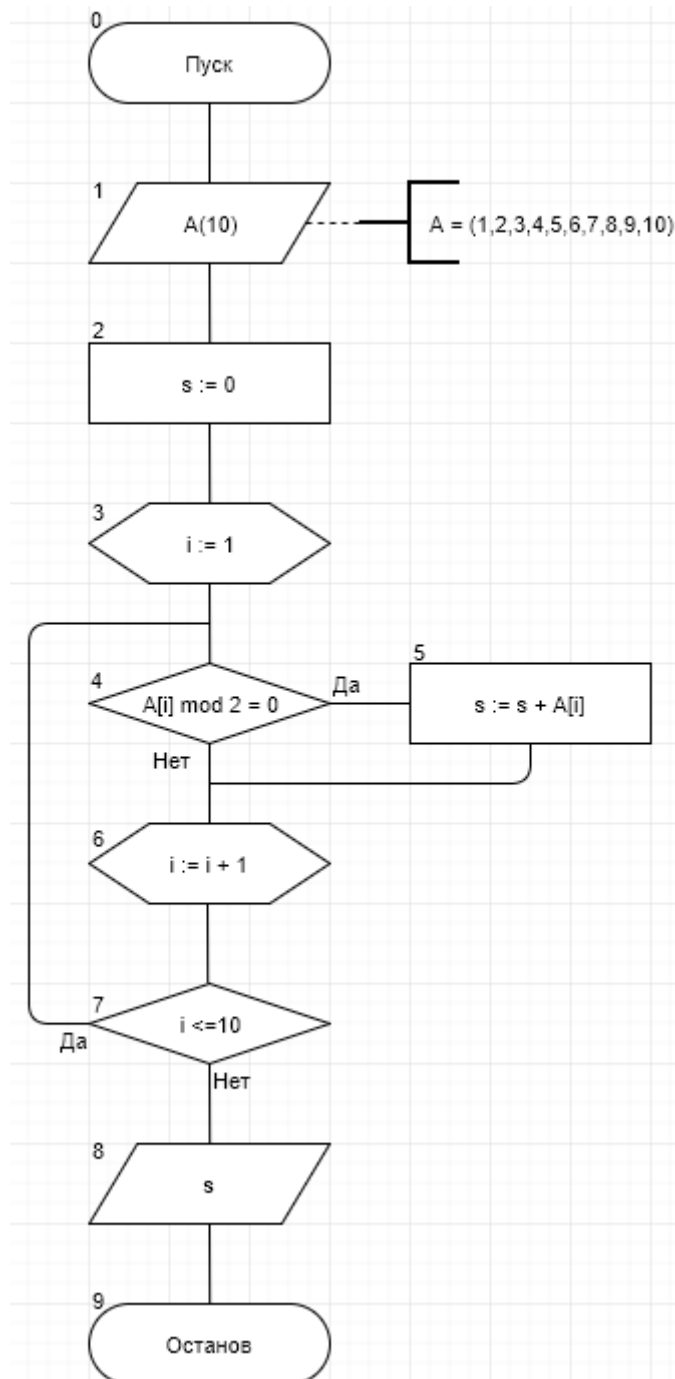 0
Пуск
1
A(10)
A = (1,2,3,4,5,6,7,8,9,10)
2
s := 0
3
i := 1
4
A[i] mod 2 = 0
Да
5
s := s + A[i]
Нет
6
i := i + 1
7
i <=10
Да
Нет
8
s
9
Останов